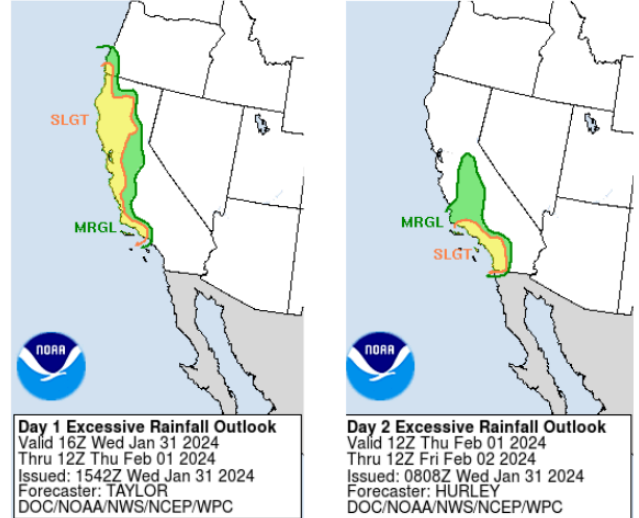 SLGT
MRGL
NOAA
Day 1 Excessive Rainfall Outlook
Valid 16Z Wed Jan 31 2024
Thru 12Z Thu Feb 01 2024
Issued: 1542Z Wed Jan 31 2024
Forecaster: TAYLOR
DOC/NOAA/NWS/NCEP/WPC
MRGL
SLGT
NOAA
Day 2 Excessive Rainfall Outlook
Valid 12Z Thu Feb 01 2024
Thru 12Z Fri Feb 02 2024
Issued: 0808Z Wed Jan 31 2024
Forecaster: HURLEY
DOC/NOAA/NWS/NCEP/WPC